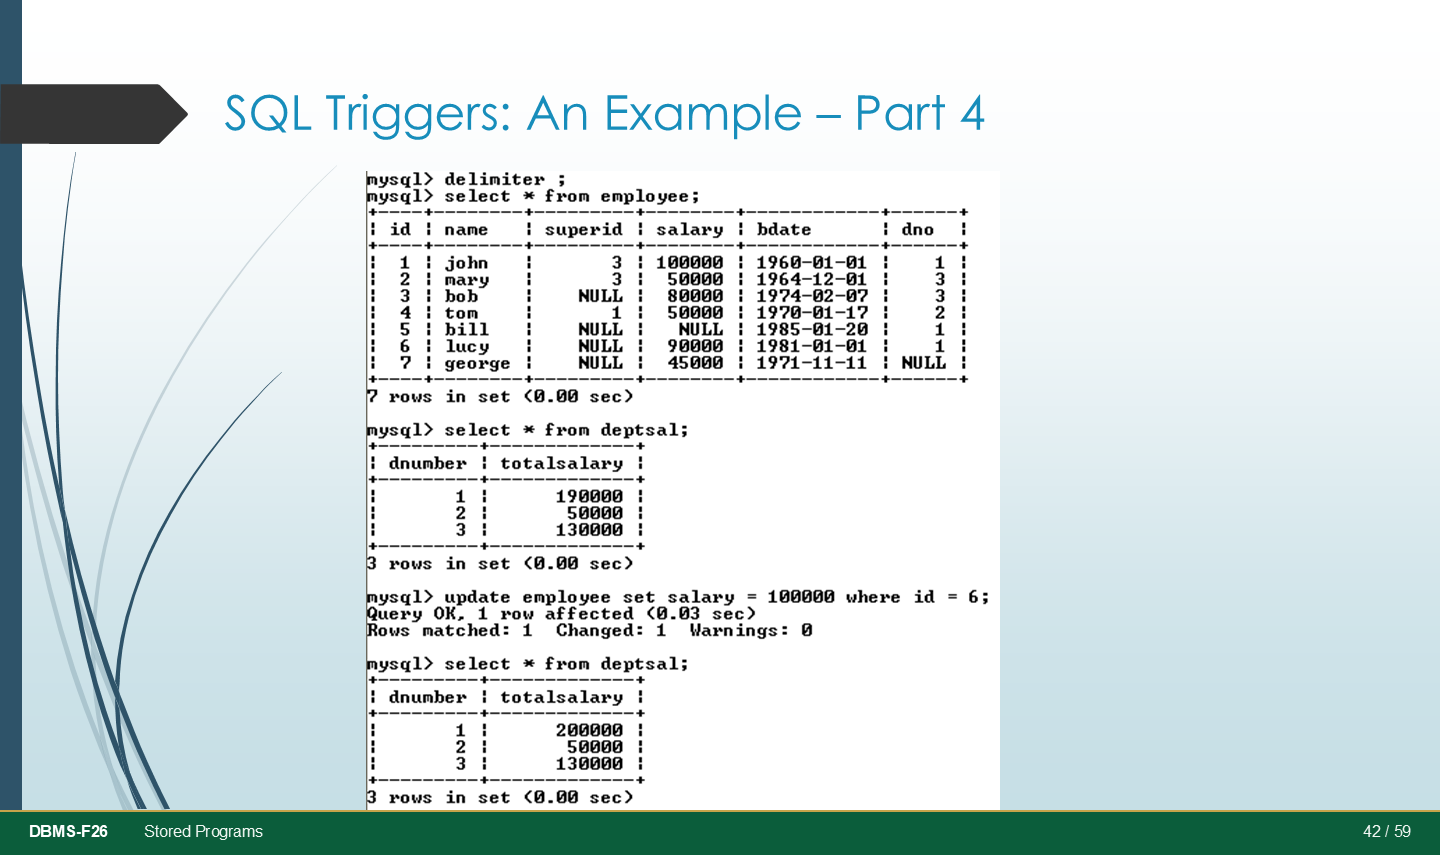 SQL Triggers: An Example – Part 4
mysql> delimiter ;
mysql> select * from employee;
+----+--------+---------+--------+------------+------+
| id | name   | superid | salary | bdate      | dno  |
+----+--------+---------+--------+------------+------+
|  1 | john   |       3 | 100000 | 1960-01-01 |    1 |
|  2 | mary   |       3 |  50000 | 1964-12-01 |    3 |
|  3 | bob    |    NULL |  80000 | 1974-02-07 |    3 |
|  4 | tom    |       1 |  50000 | 1970-01-17 |    2 |
|  5 | bill   |    NULL |   NULL | 1985-01-20 |    1 |
|  6 | lucy   |    NULL |  90000 | 1981-01-01 |    1 |
|  7 | george |    NULL |  45000 | 1971-11-11 | NULL |
+----+--------+---------+--------+------------+------+
7 rows in set (0.00 sec)
mysql> select * from deptsal;
+---------+-------------+
| dnumber | totalsalary |
+---------+-------------+
|       1 |      190000 |
|       2 |       50000 |
|       3 |      130000 |
+---------+-------------+
3 rows in set (0.00 sec)
mysql> update employee set salary = 100000 where id = 6;
Query OK, 1 row affected (0.03 sec)
Rows matched: 1  Changed: 1  Warnings: 0
mysql> select * from deptsal;
+---------+-------------+
| dnumber | totalsalary |
+---------+-------------+
|       1 |      200000 |
|       2 |       50000 |
|       3 |      130000 |
+---------+-------------+
3 rows in set (0.00 sec)
DBMS-F26 Stored Programs 42 / 59